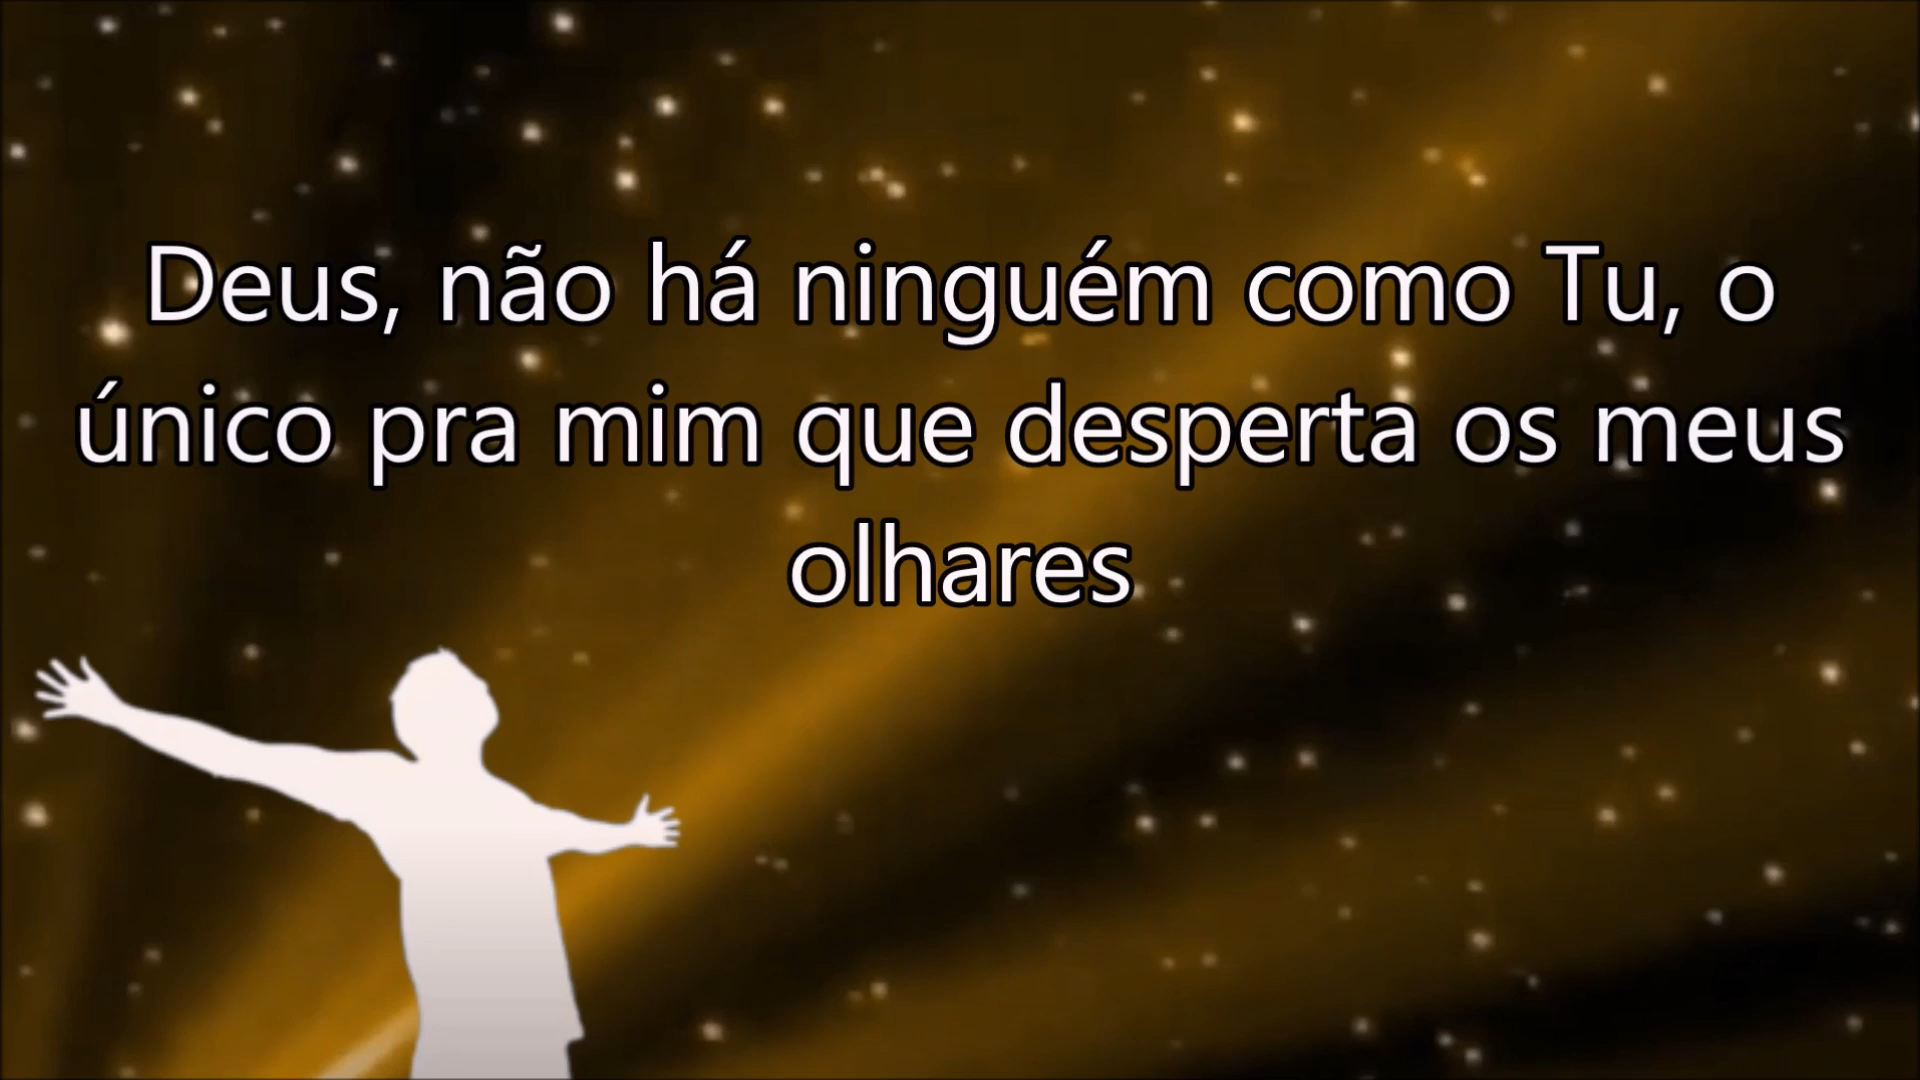 Deus, não há ninguém como Tu, o
único pra mim que desperta os meus
olhares